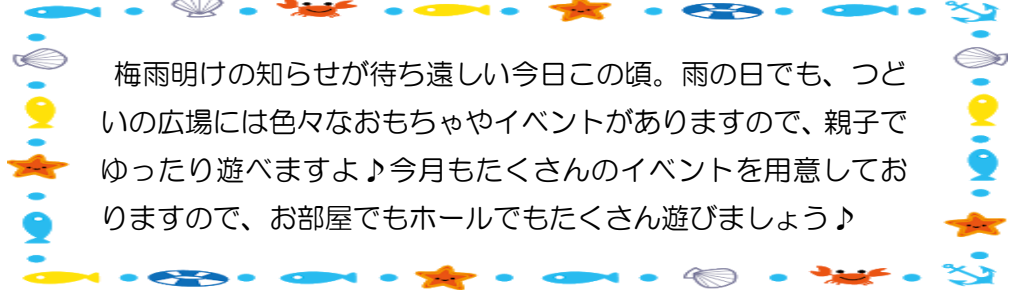 梅雨明けの知らせが待ち遠しい今日この頃。雨の日でも、つど
いの広場には色々なおもちゃやイベントがありますので、親子で
ゆったり遊べますよ♪今月もたくさんのイベントを用意してお
りますので、お部屋でもホールでもたくさん遊びましょう♪